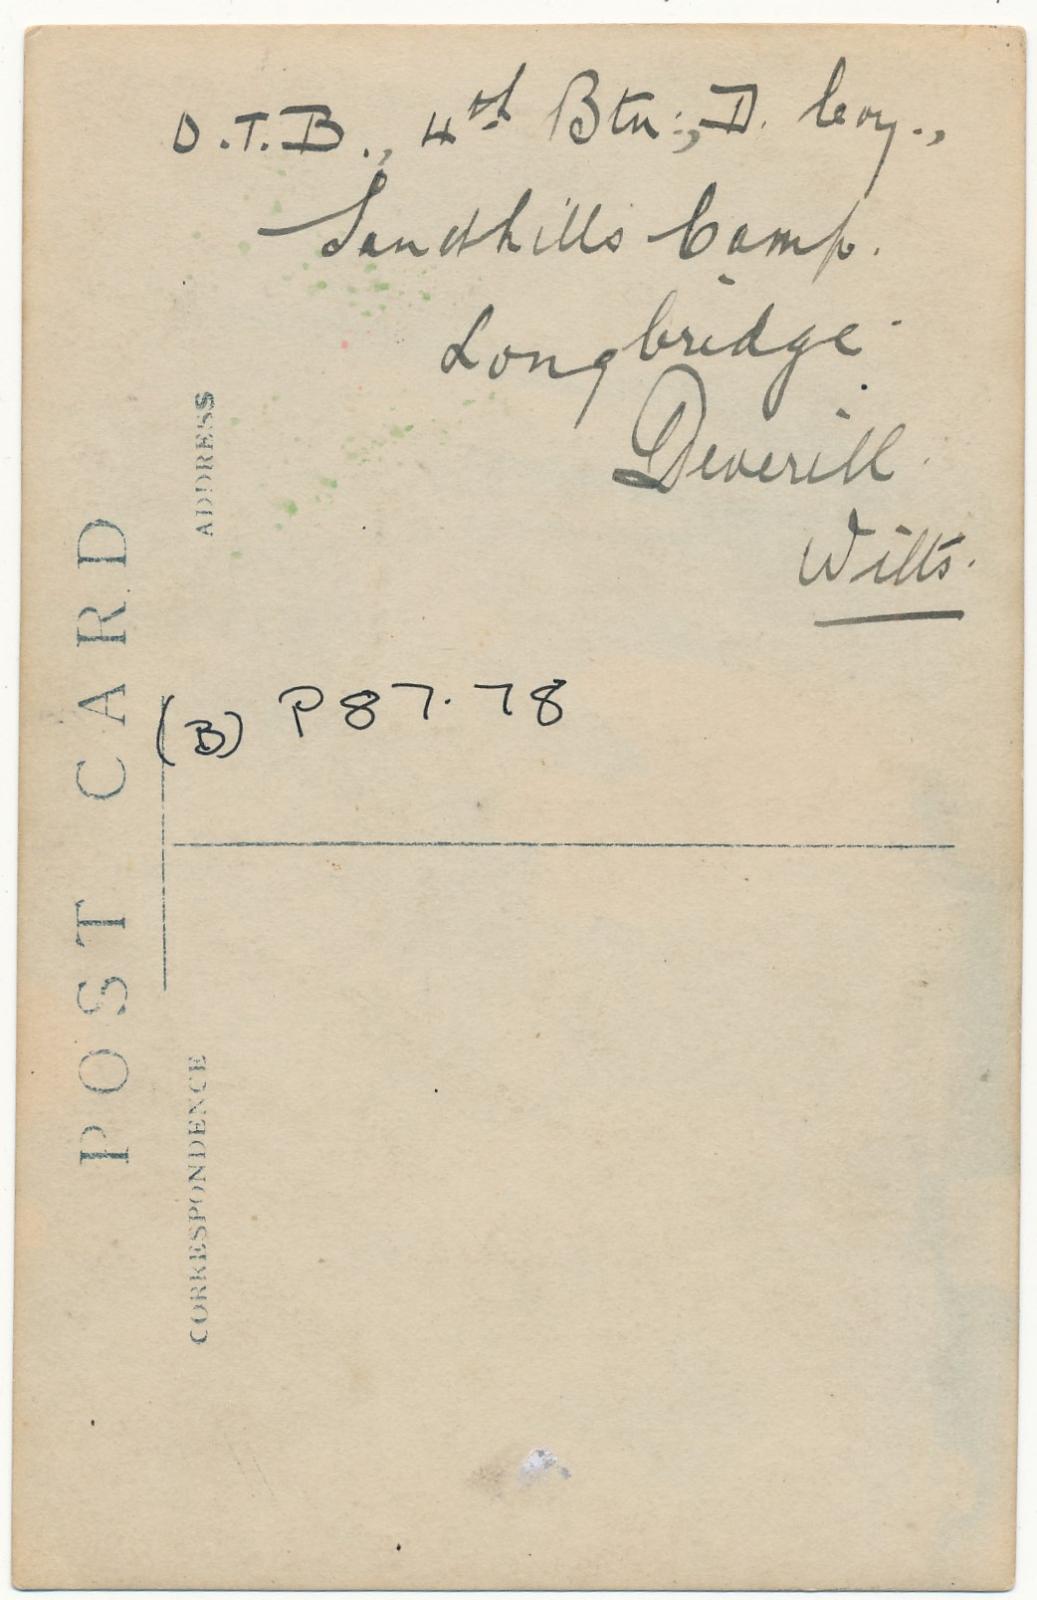 O.T.B., 4th Btn:, D. Coy.,
Sandhills Camp.
Longbridge.
Deverill.
Wilts.
(B) P87.78
POST CARD
ADDRESS
CORRESPONDENCE